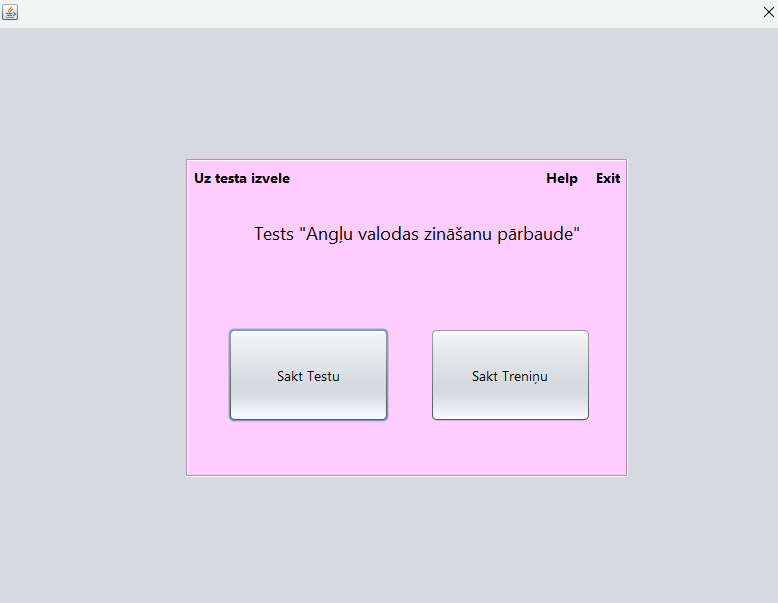 Uz testa izvele Help Exit
Tests "Angļu valodas zināšanu pārbaude"
Sakt Testu Sakt Treniņu